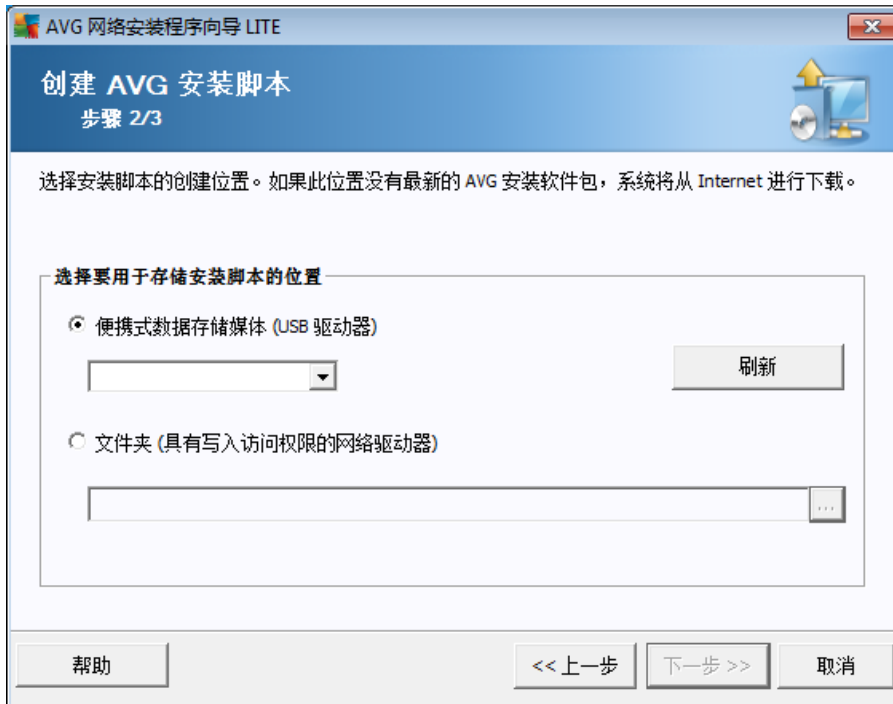 AVG 网络安装程序向导 LITE
创建 AVG 安装脚本
步骤 2/3
选择安装脚本的创建位置。如果此位置没有最新的 AVG 安装软件包，系统将从 Internet 进行下载。
选择要用于存储安装脚本的位置
便携式数据存储媒体 (USB 驱动器)
刷新
文件夹 (具有写入访问权限的网络驱动器)
...
帮助
<< 上一步
下一步 >>
取消